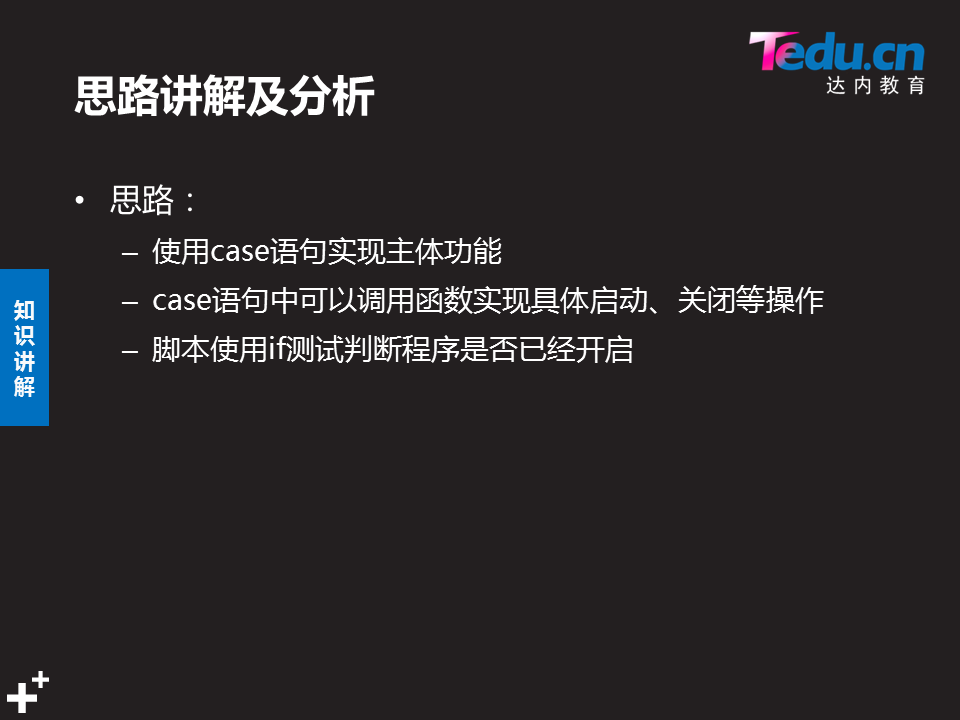 Tedu.cn
达内教育
思路讲解及分析
• 思路：
– 使用case语句实现主体功能
– case语句中可以调用函数实现具体启动、关闭等操作
– 脚本使用if测试判断程序是否已经开启
知
识
讲
解